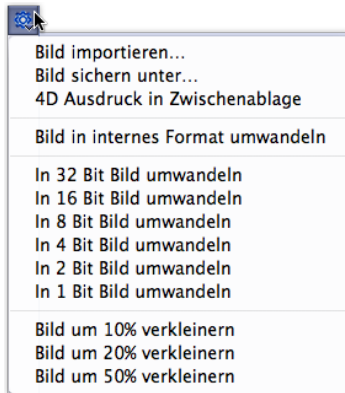 Bild importieren...
Bild sichern unter...
4D Ausdruck in Zwischenablage
Bild in internes Format umwandeln
In 32 Bit Bild umwandeln
In 16 Bit Bild umwandeln
In 8 Bit Bild umwandeln
In 4 Bit Bild umwandeln
In 2 Bit Bild umwandeln
In 1 Bit Bild umwandeln
Bild um 10% verkleinern
Bild um 20% verkleinern
Bild um 50% verkleinern